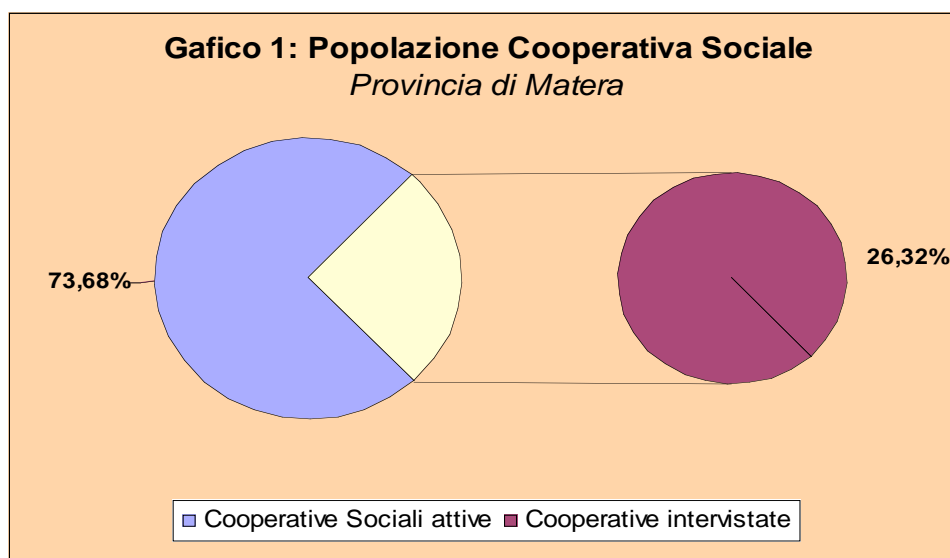 Gafico 1: Popolazione Cooperativa Sociale
Provincia di Matera
73,68%
26,32%
Cooperative Sociali attive
Cooperative intervistate